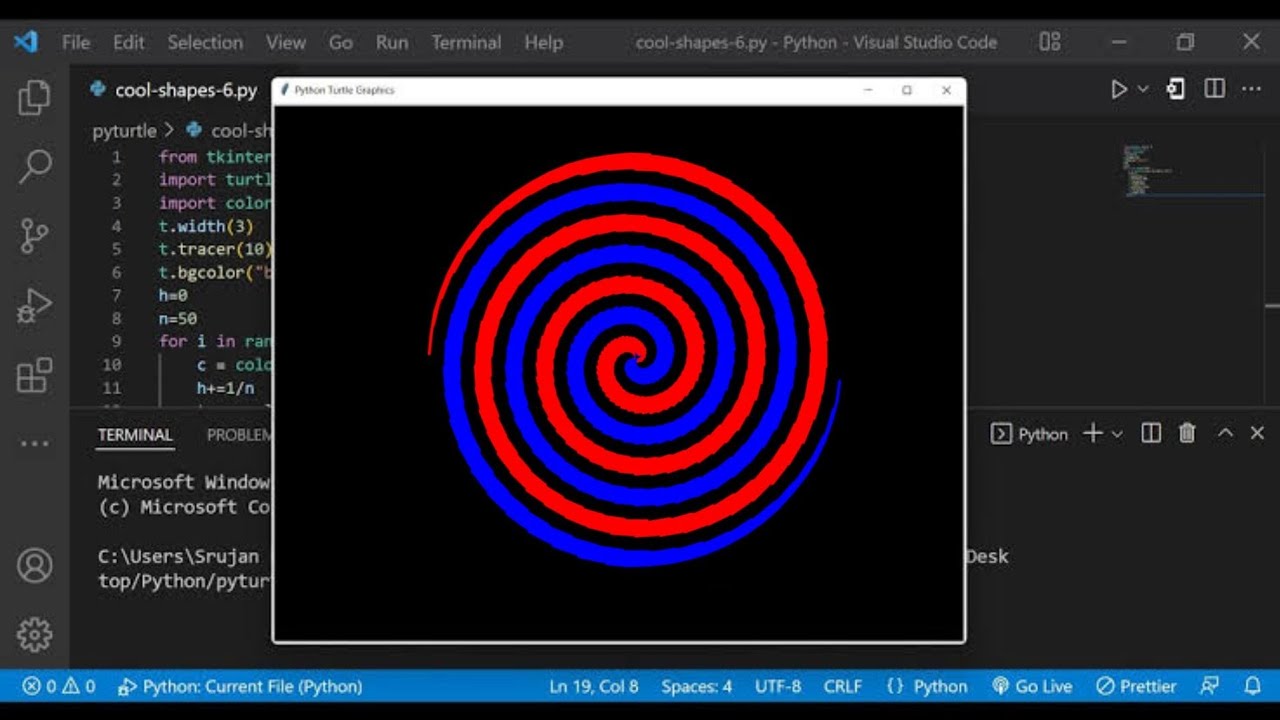 File Edit Selection View Go Run Terminal Help cool-shapes-6.py - Python - Visual Studio Code
cool-shapes-6.py
Python Turtle Graphics
pyturtle > cool-sh
1 from tkinter
2 import turtl
3 import color
4 t.width(3)
5 t.tracer(10)
6 t.bgcolor("b
7 h=0
8 n=50
9 for i in ran
10 c = colo
11 h+=1/n
TERMINAL PROBLEM Python
Microsoft Window
(c) Microsoft Co
C:\Users\Srujan Desk
top/Python/pytur
0 0 Python: Current File (Python) Ln 19, Col 8 Spaces: 4 UTF-8 CRLF {} Python Go Live Prettier